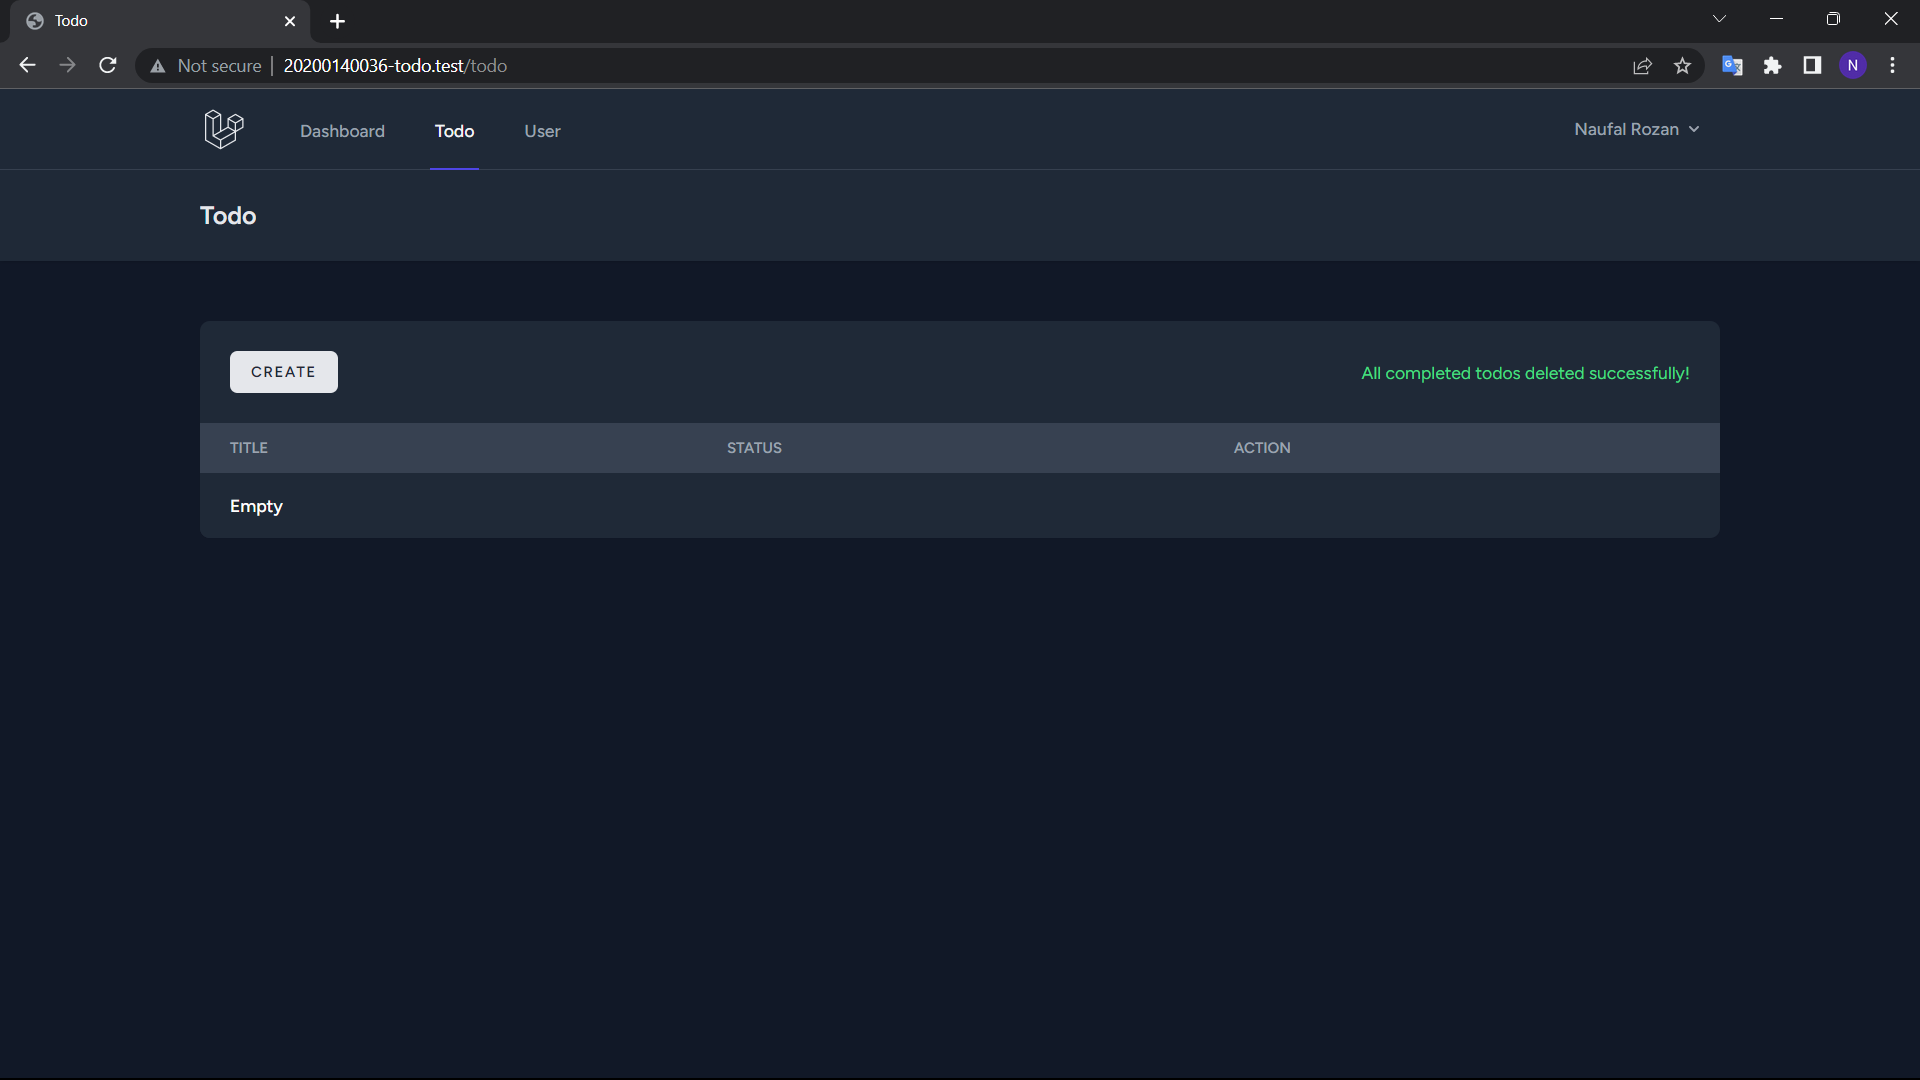 Todo
Not secure | 20200140036-todo.test/todo
N
Dashboard
Todo
User
Naufal Rozan
Todo
CREATE
All completed todos deleted successfully!
TITLE STATUS ACTION
Empty